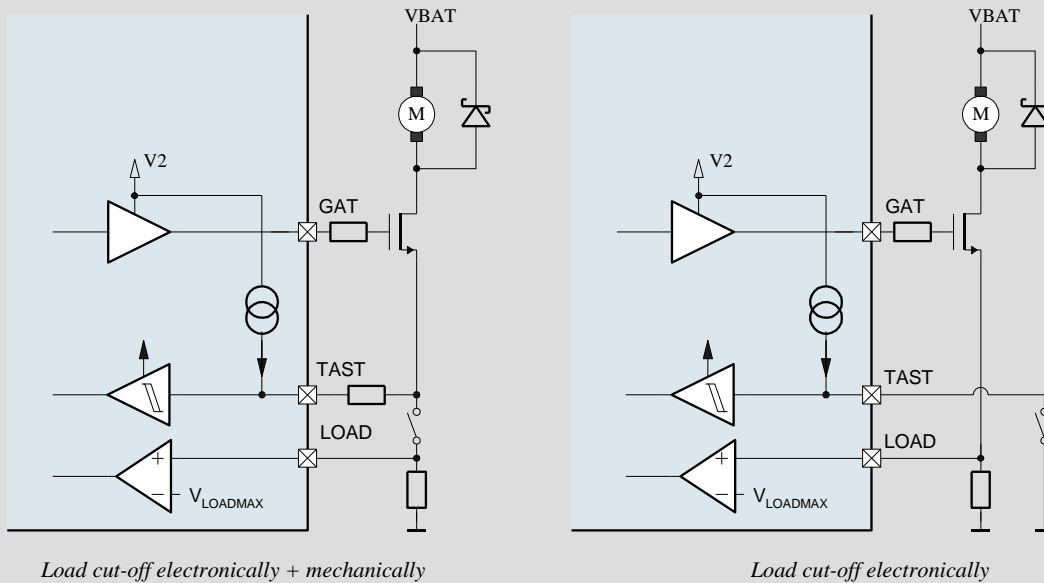 VBAT
M
V2
GAT
TAST
LOAD
+
−
VLOADMAX
Load cut-off electronically + mechanically
VBAT
M
V2
GAT
TAST
LOAD
+
−
VLOADMAX
Load cut-off electronically